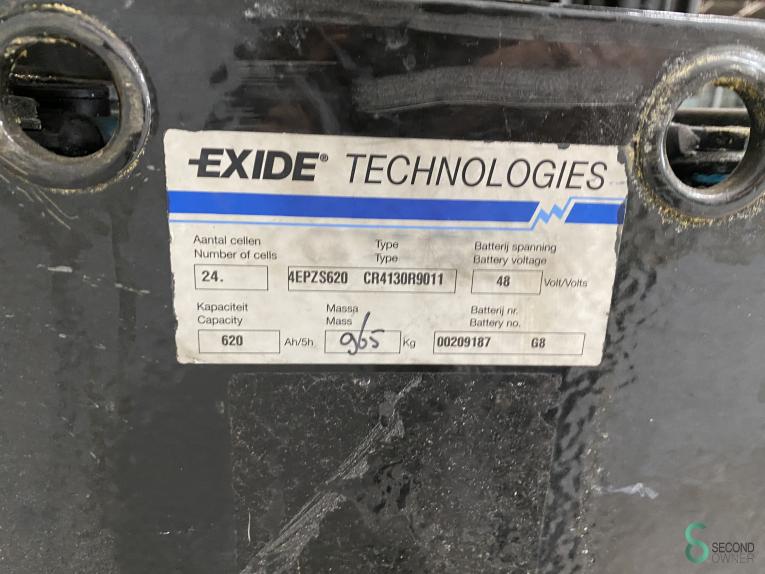 EXIDE® TECHNOLOGIES
Aantal cellen Type Batterij spanning
Number of cells Type Battery voltage
24. 4EPZS620 CR4130R9011 48 Volt/Volts
Kapaciteit Massa Batterij nr.
Capacity Mass Battery no.
620 Ah/5h 965 Kg 00209187 G8
SECOND
OWNER